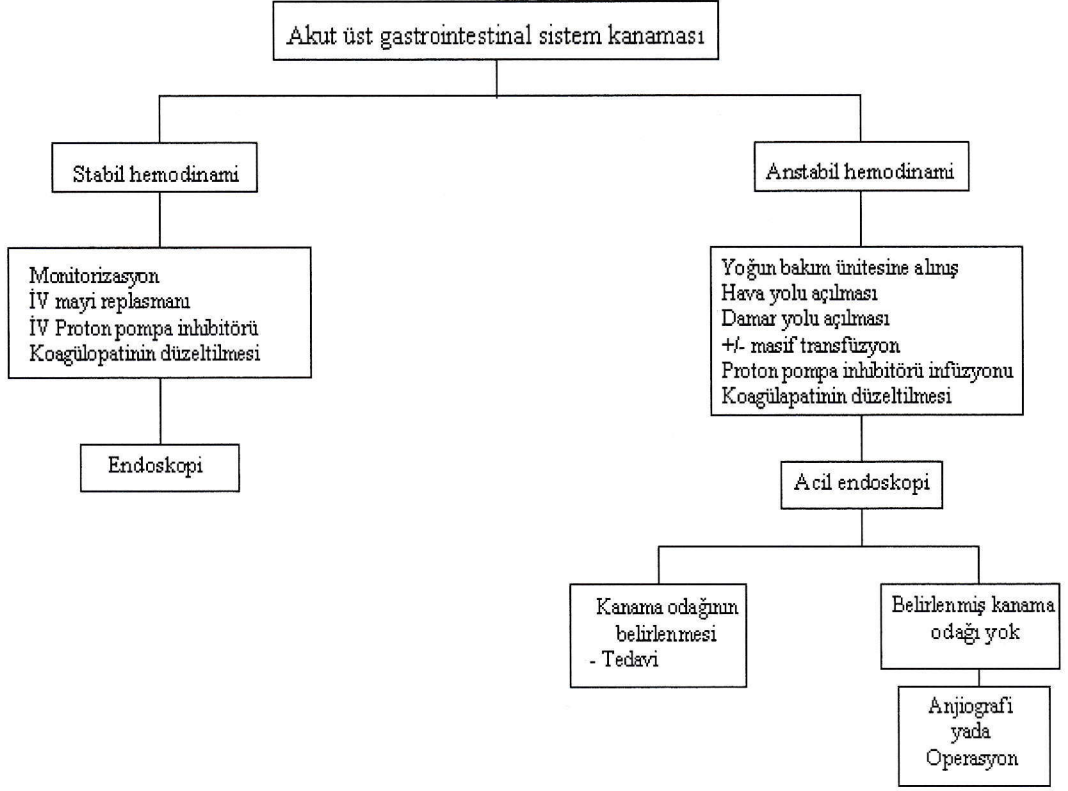 Akut üst gastrointestinal sistem kanaması
Stabil hemodinami
Anstabil hemodinami
Monitorizasyon
İV mayi replasmanı
İV Proton pompa inhibitörü
Koagülopatinin düzeltilmesi
Yoğun bakım ünitesine alınış
Hava yolu açılması
Damar yolu açılması
+/- masif transfüzyon
Proton pompa inhibitörü infüzyonu
Koagülapatinin düzeltilmesi
Endoskopi
Acil endoskopi
Kanama odağının
belirlenmesi
- Tedavi
Belirlenmiş kanama
odağı yok
Anjiografi
yada
Operasyon